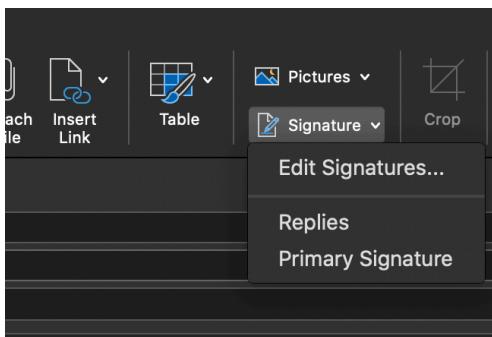 Pictures
ach
ile
Insert
Link
Table
Signature
Crop
Edit Signatures...
Replies
Primary Signature